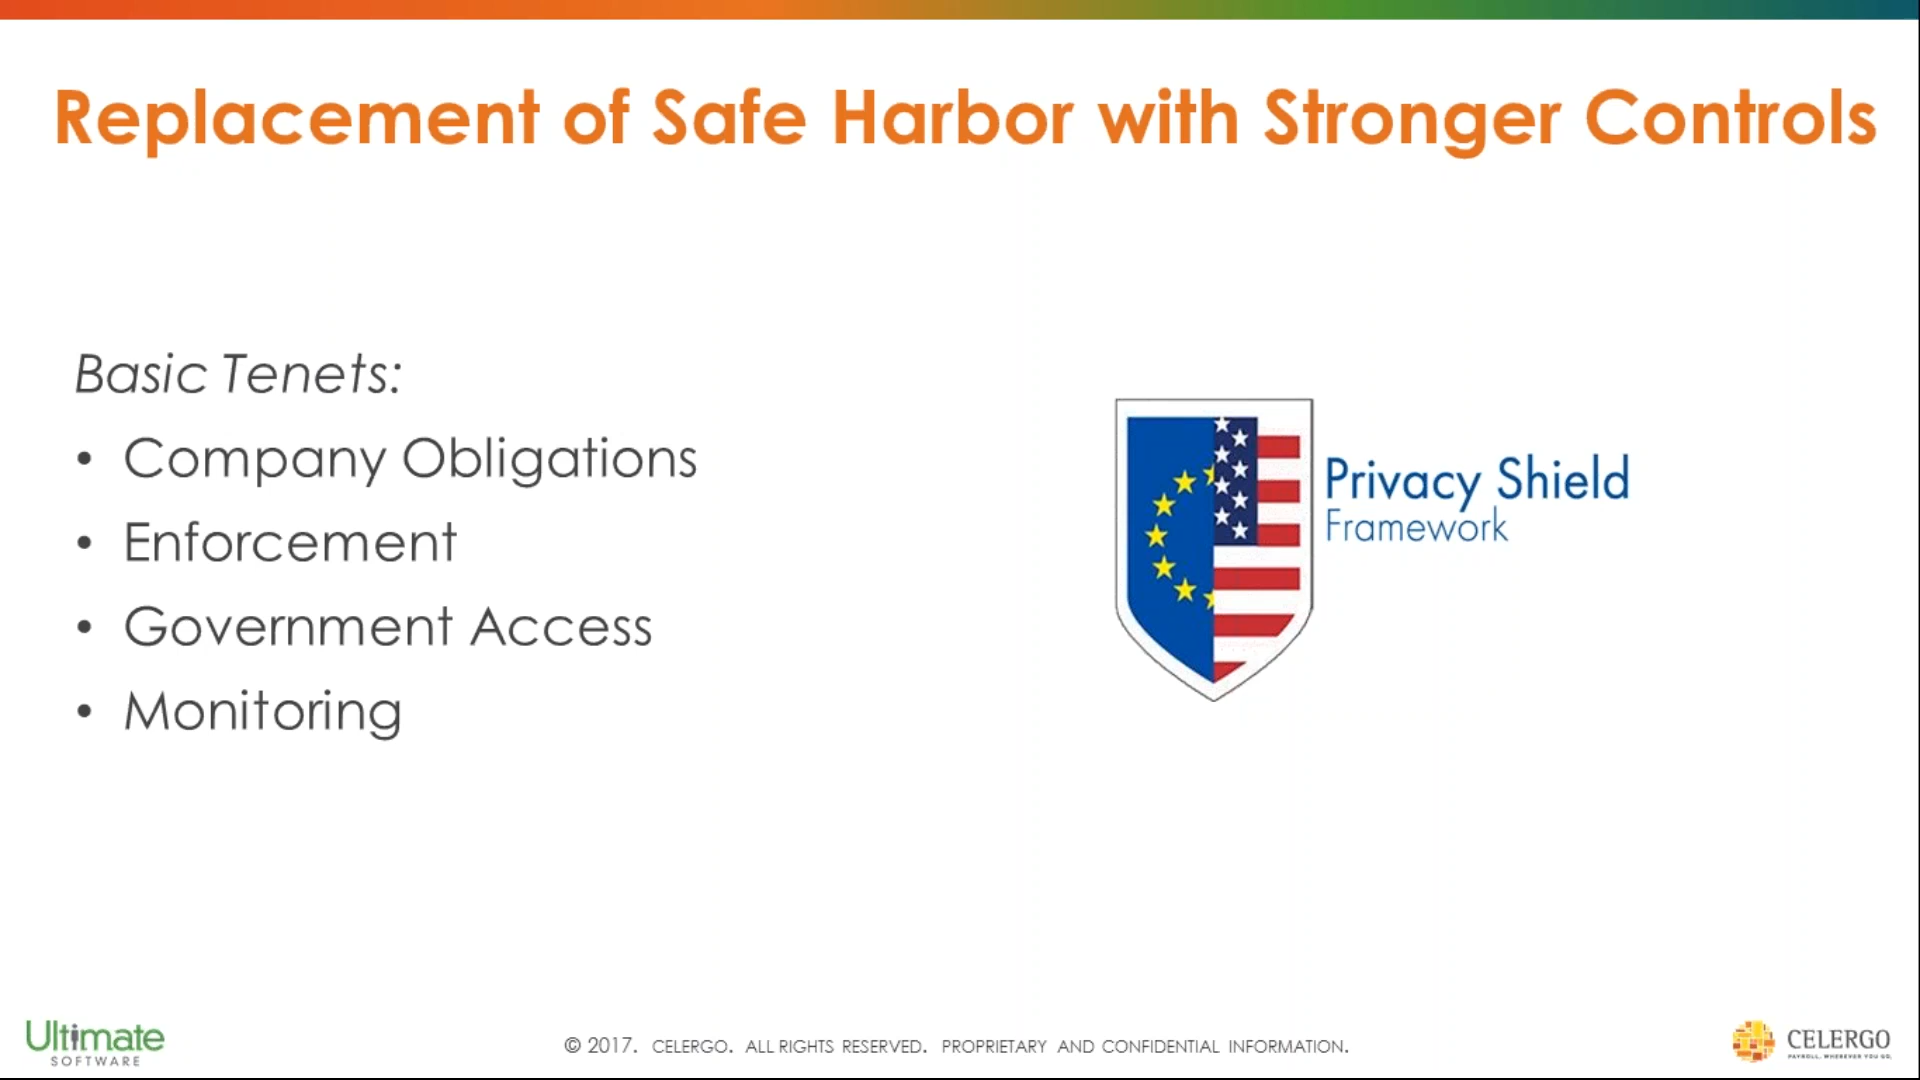 Replacement of Safe Harbor with Stronger Controls
Basic Tenets:
• Company Obligations
• Enforcement
• Government Access
• Monitoring
Privacy Shield
Framework
Ultimate
SOFTWARE
© 2017. CELERGO. ALL RIGHTS RESERVED. PROPRIETARY AND CONFIDENTIAL INFORMATION.
CELERGO
PAYROLL. WHEREVER YOU GO.